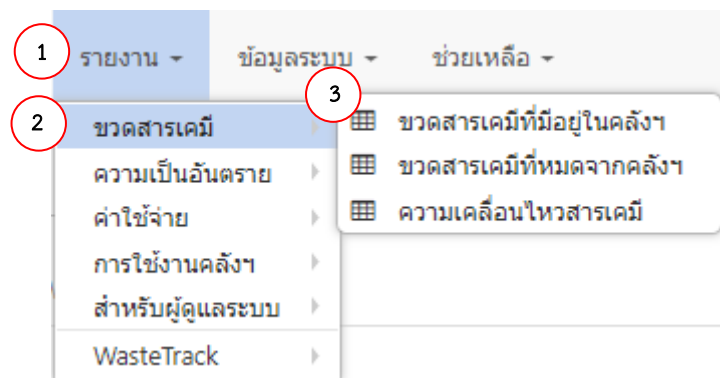 1 รายงาน ข้อมูลระบบ ช่วยเหลือ
3
2 ขวดสารเคมี
ความเป็นอันตราย
ค่าใช้จ่าย
การใช้งานคลังฯ
สำหรับผู้ดูแลระบบ
WasteTrack
ขวดสารเคมีที่มีอยู่ในคลังฯ
ขวดสารเคมีที่หมดจากคลังฯ
ความเคลื่อนไหวสารเคมี